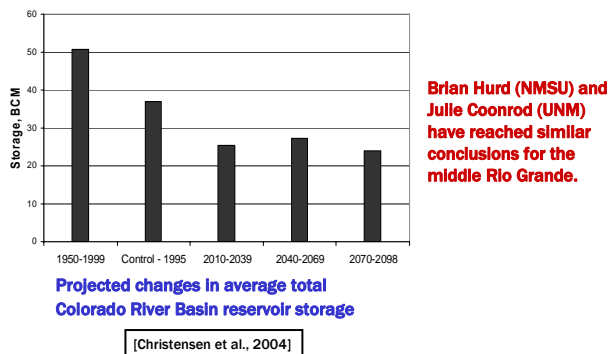 60
50
40
30
20
10
0
Storage, BCM
1950-1999
Control - 1995
2010-2039
2040-2069
2070-2098
Brian Hurd (NMSU) and
Julie Coonrod (UNM)
have reached similar
conclusions for the
middle Rio Grande.
Projected changes in average total
Colorado River Basin reservoir storage
[Christensen et al., 2004]